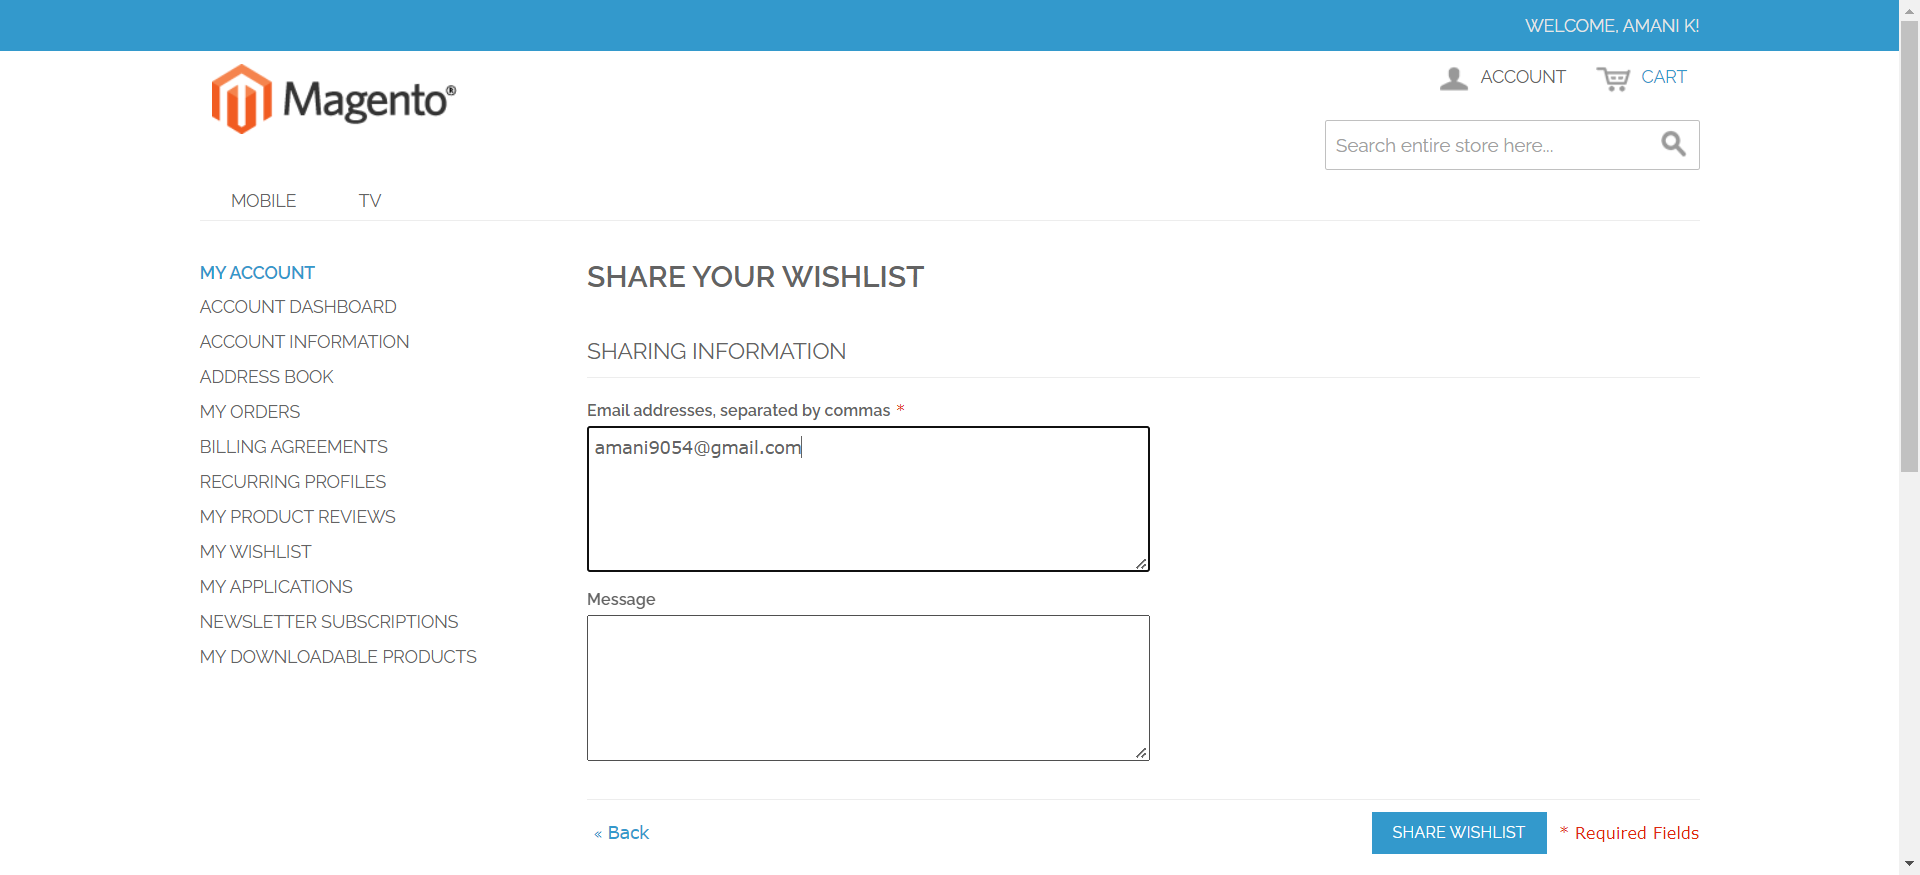 WELCOME, AMANI K!
Magento®
ACCOUNT
CART
Search entire store here...
MOBILE
TV
MY ACCOUNT
ACCOUNT DASHBOARD
ACCOUNT INFORMATION
ADDRESS BOOK
MY ORDERS
BILLING AGREEMENTS
RECURRING PROFILES
MY PRODUCT REVIEWS
MY WISHLIST
MY APPLICATIONS
NEWSLETTER SUBSCRIPTIONS
MY DOWNLOADABLE PRODUCTS
SHARE YOUR WISHLIST
SHARING INFORMATION
Email addresses, separated by commas *
amani9054@gmail.com
Message
« Back
SHARE WISHLIST
* Required Fields